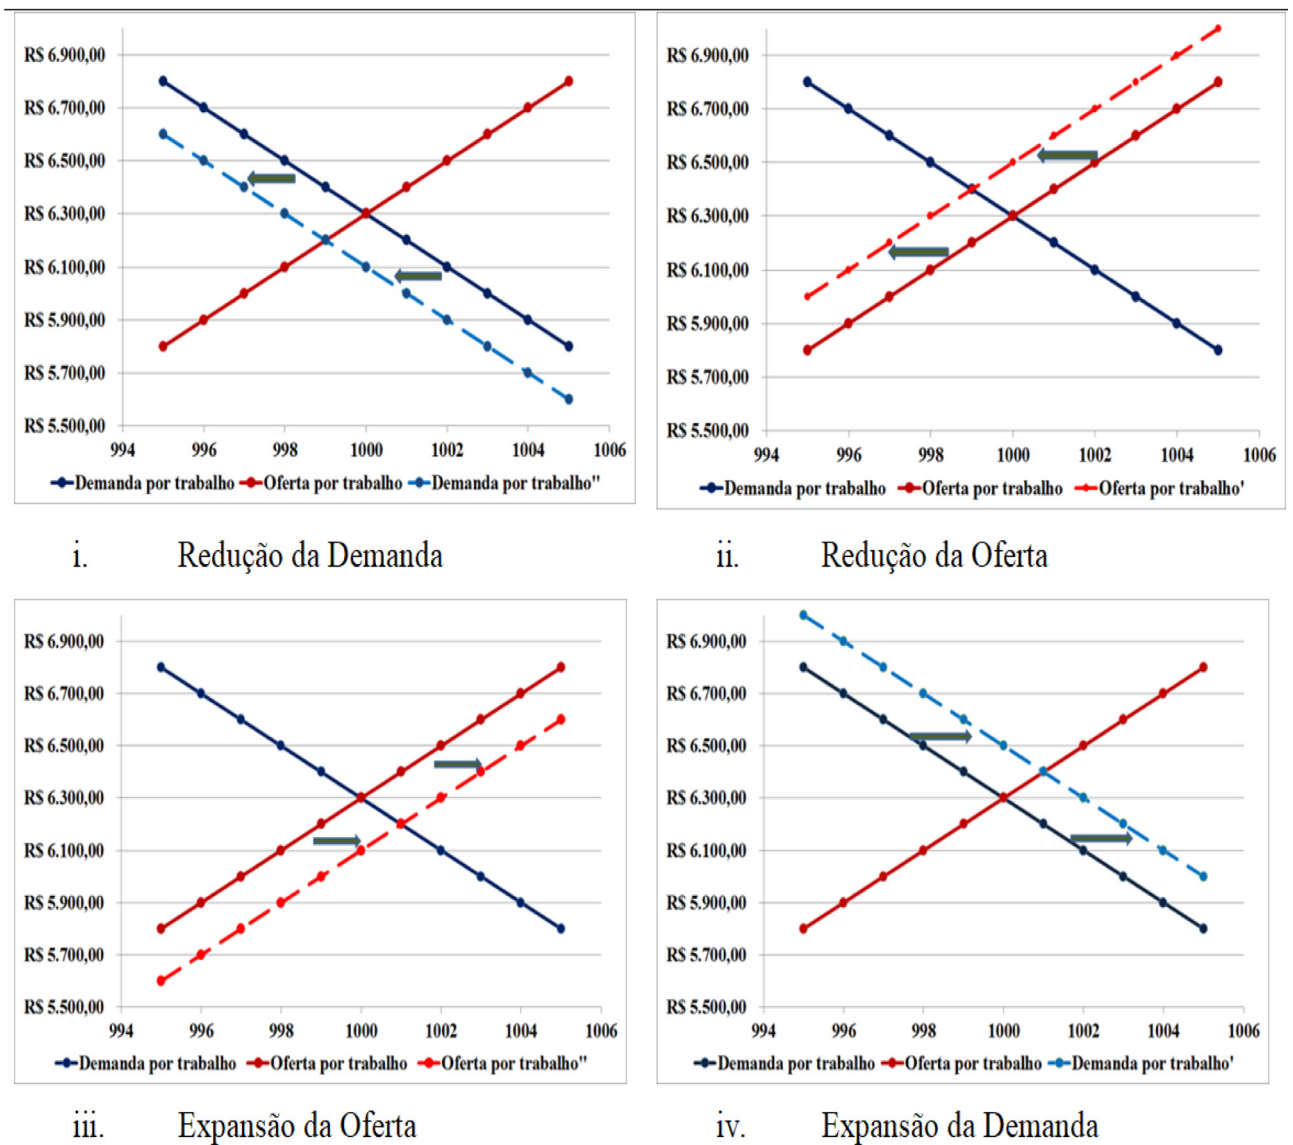 R$ 6.900,00
R$ 6.700,00
R$ 6.500,00
R$ 6.300,00
R$ 6.100,00
R$ 5.900,00
R$ 5.700,00
R$ 5.500,00
994 996 998 1000 1002 1004 1006
Demanda por trabalho Oferta por trabalho Demanda por trabalho"
i. Redução da Demanda
R$ 6.900,00
R$ 6.700,00
R$ 6.500,00
R$ 6.300,00
R$ 6.100,00
R$ 5.900,00
R$ 5.700,00
R$ 5.500,00
994 996 998 1000 1002 1004 1006
Demanda por trabalho Oferta por trabalho Oferta por trabalho'
ii. Redução da Oferta
R$ 6.900,00
R$ 6.700,00
R$ 6.500,00
R$ 6.300,00
R$ 6.100,00
R$ 5.900,00
R$ 5.700,00
R$ 5.500,00
994 996 998 1000 1002 1004 1006
Demanda por trabalho Oferta por trabalho Oferta por trabalho"
iii. Expansão da Oferta
R$ 6.900,00
R$ 6.700,00
R$ 6.500,00
R$ 6.300,00
R$ 6.100,00
R$ 5.900,00
R$ 5.700,00
R$ 5.500,00
994 996 998 1000 1002 1004 1006
Demanda por trabalho Oferta por trabalho Demanda por trabalho'
iv. Expansão da Demanda